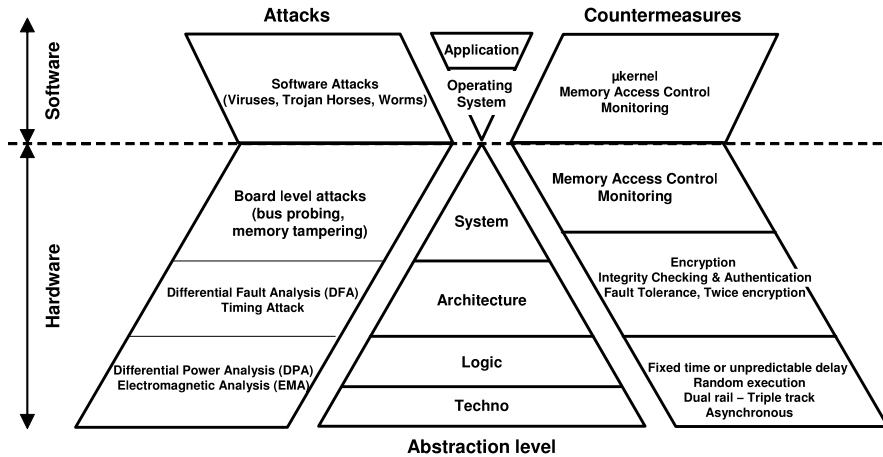 Attacks
Countermeasures
Software
Application
Operating
System
Software Attacks
(Viruses, Trojan Horses, Worms)
µkernel
Memory Access Control
Monitoring
Hardware
Board level attacks
(bus probing,
memory tampering)
System
Memory Access Control
Monitoring
Differential Fault Analysis (DFA)
Timing Attack
Architecture
Encryption
Integrity Checking & Authentication
Fault Tolerance, Twice encryption
Differential Power Analysis (DPA)
Electromagnetic Analysis (EMA)
Logic
Techno
Fixed time or unpredictable delay
Random execution
Dual rail – Triple track
Asynchronous
Abstraction level